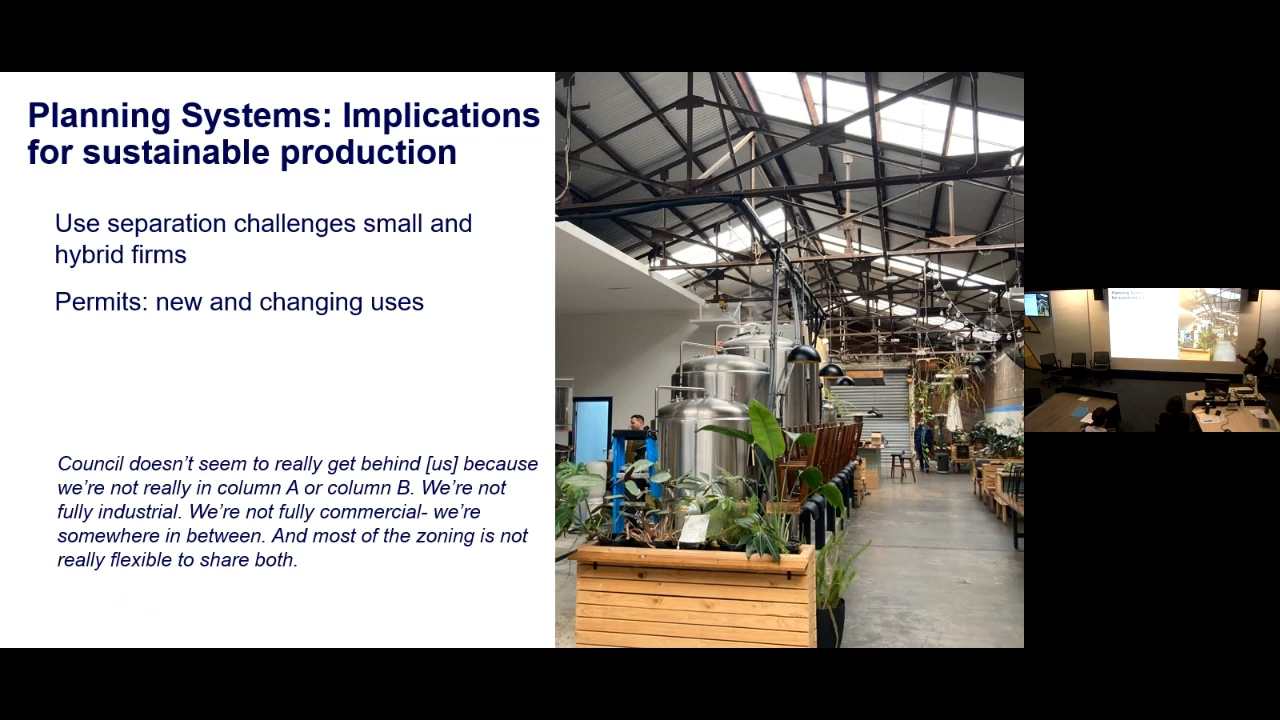 Planning Systems: Implications
for sustainable production
Use separation challenges small and
hybrid firms
Permits: new and changing uses
Council doesn’t seem to really get behind [us] because
we’re not really in column A or column B. We’re not
fully industrial. We’re not fully commercial- we’re
somewhere in between. And most of the zoning is not
really flexible to share both.